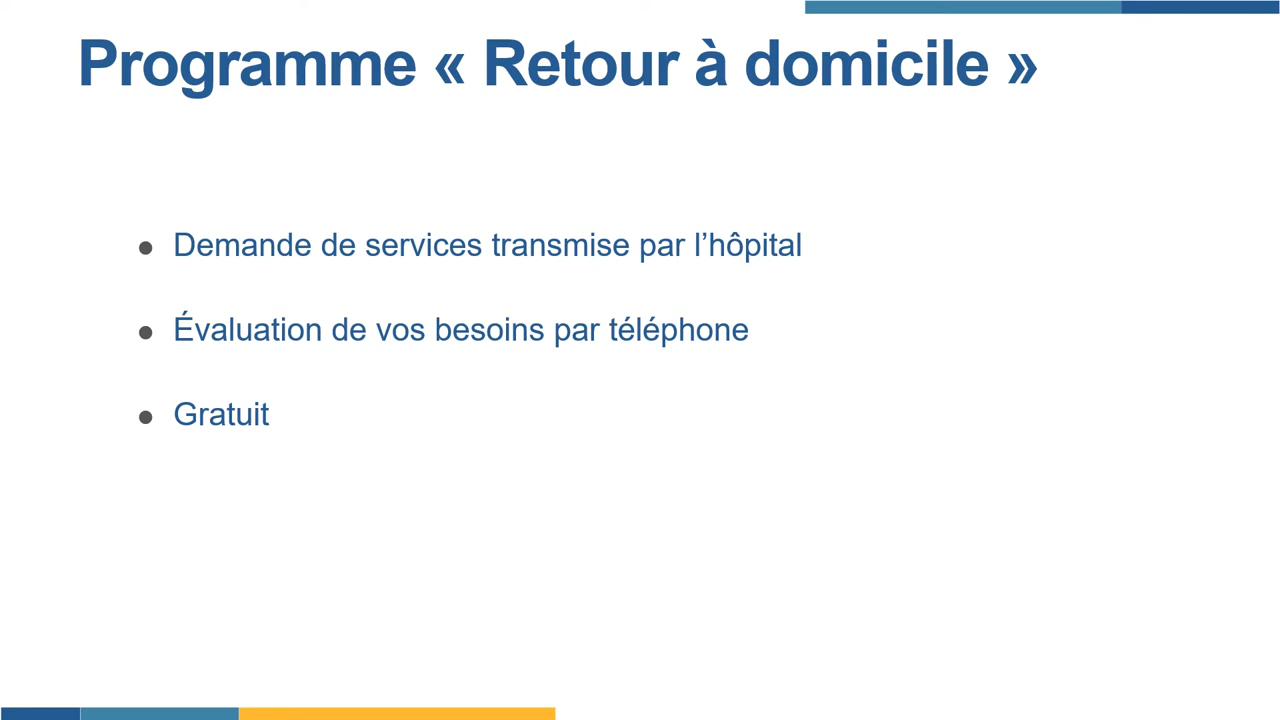 Programme « Retour à domicile »
● Demande de services transmise par l’hôpital
● Évaluation de vos besoins par téléphone
● Gratuit